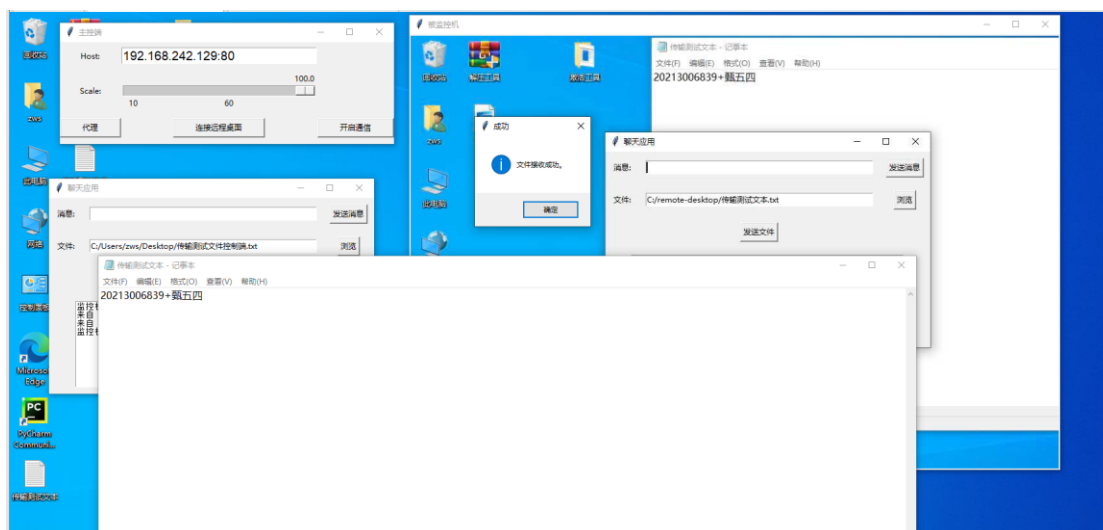 主控端
Host:
192.168.242.129:80
Scale:
100.0
10
60
代理
连接远程桌面
开启通信
被监控机
传输测试文本 - 记事本
文件(F) 编辑(E) 格式(O) 查看(V) 帮助(H)
20213006839+甄五四
成功
文件接收成功。
确定
聊天应用
消息:
发送消息
文件:
C:/remote-desktop/传输测试文本.txt
浏览
发送文件
聊天应用
消息:
发送消息
文件:
C:/Users/zws/Desktop/传输测试文件控制端.txt
浏览
监控
来自
来自
监控
传输测试文本 - 记事本
文件(F) 编辑(E) 格式(O) 查看(V) 帮助(H)
20213006839+甄五四
zws
此电脑
网络
控制面板
Microsoft
Edge
PC
PyCharm
Communi...
传输测试文本
zws
此电脑